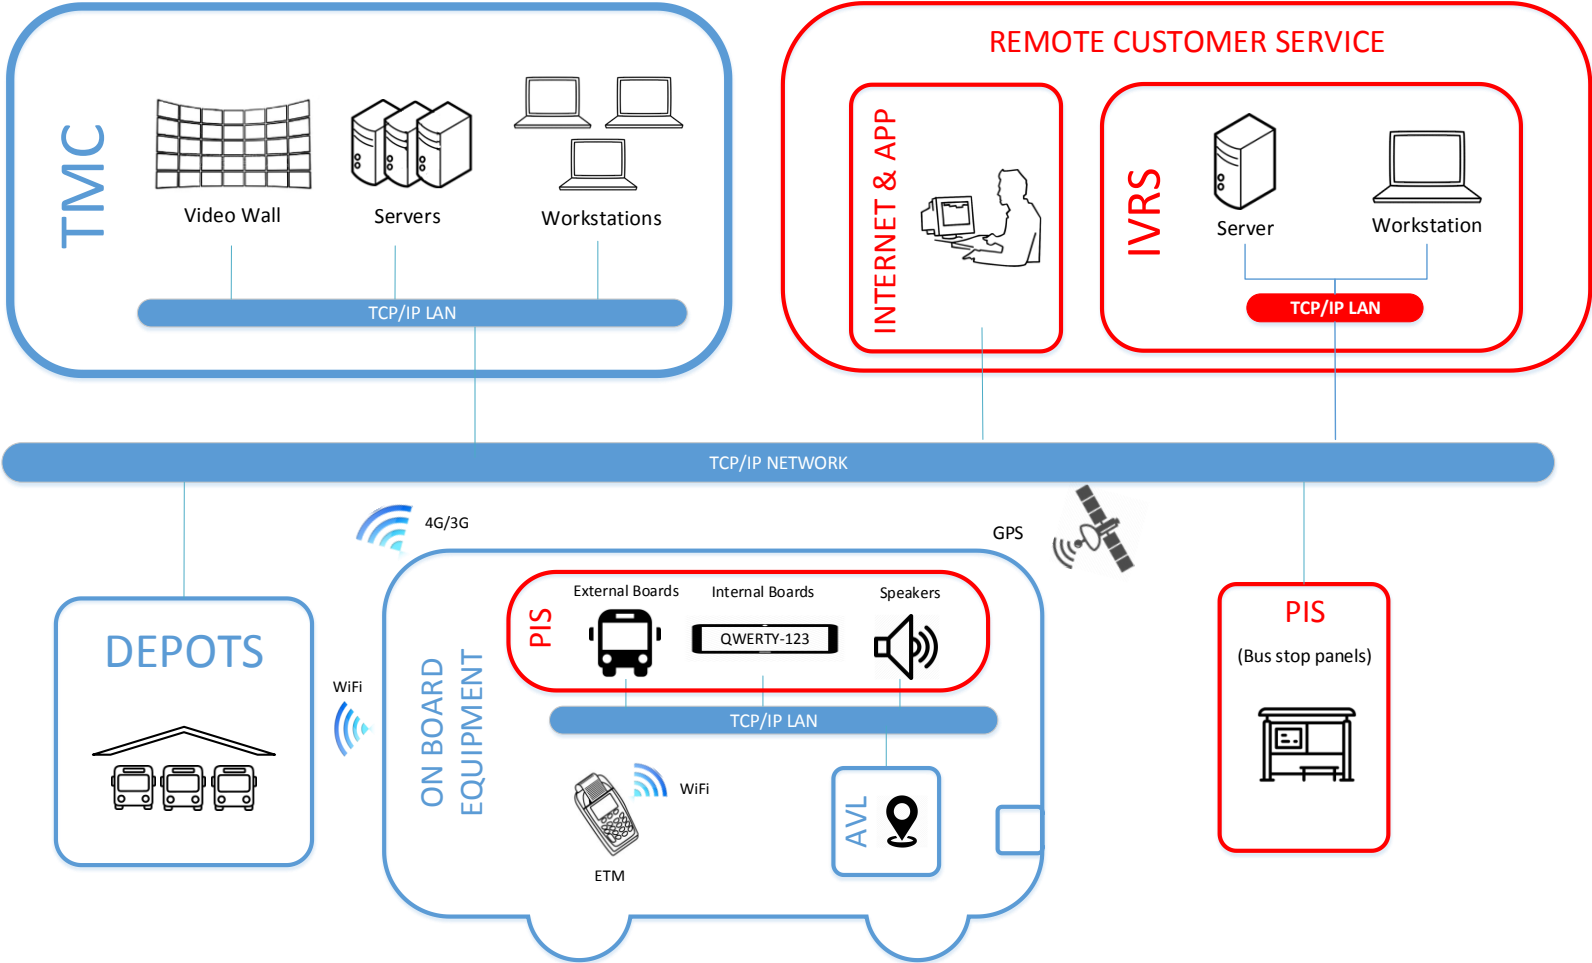 TMC
Video Wall
Servers
Workstations
TCP/IP LAN
REMOTE CUSTOMER SERVICE
INTERNET & APP
IVRS
Server
Workstation
TCP/IP LAN
TCP/IP NETWORK
4G/3G
GPS
DEPOTS
WiFi
ON BOARD
EQUIPMENT
PIS
External Boards
Internal Boards
Speakers
QWERTY-123
TCP/IP LAN
WiFi
ETM
AVL
PIS
(Bus stop panels)